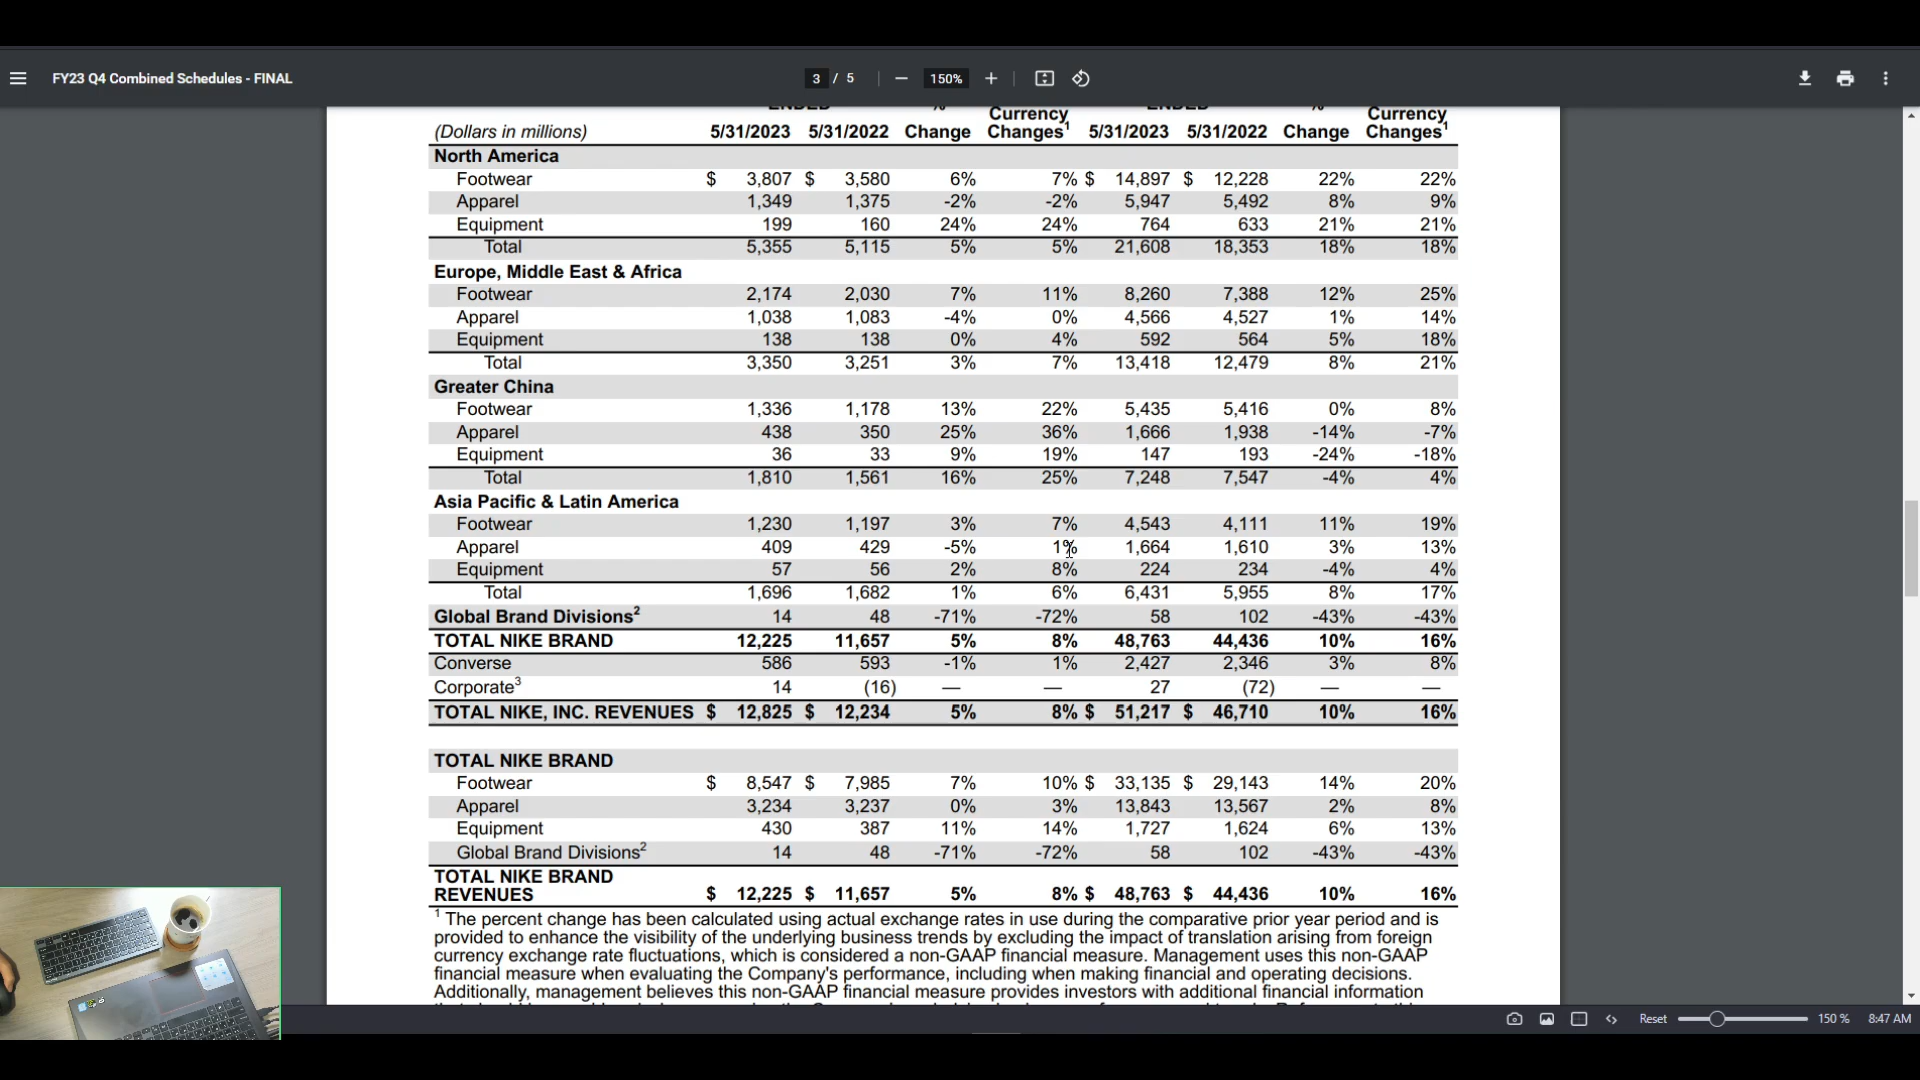 FY23 Q4 Combined Schedules - FINAL 3 / 5 150%
ENDED % Currency ENDED % Currency
(Dollars in millions) 5/31/2023 5/31/2022 Change Changes¹ 5/31/2023 5/31/2022 Change Changes¹
North America
Footwear $ 3,807 $ 3,580 6% 7% $ 14,897 $ 12,228 22% 22%
Apparel 1,349 1,375 -2% -2% 5,947 5,492 8% 9%
Equipment 199 160 24% 24% 764 633 21% 21%
Total 5,355 5,115 5% 5% 21,608 18,353 18% 18%
Europe, Middle East & Africa
Footwear 2,174 2,030 7% 11% 8,260 7,388 12% 25%
Apparel 1,038 1,083 -4% 0% 4,566 4,527 1% 14%
Equipment 138 138 0% 4% 592 564 5% 18%
Total 3,350 3,251 3% 7% 13,418 12,479 8% 21%
Greater China
Footwear 1,336 1,178 13% 22% 5,435 5,416 0% 8%
Apparel 438 350 25% 36% 1,666 1,938 -14% -7%
Equipment 36 33 9% 19% 147 193 -24% -18%
Total 1,810 1,561 16% 25% 7,248 7,547 -4% 4%
Asia Pacific & Latin America
Footwear 1,230 1,197 3% 7% 4,543 4,111 11% 19%
Apparel 409 429 -5% 1% 1,664 1,610 3% 13%
Equipment 57 56 2% 8% 224 234 -4% 4%
Total 1,696 1,682 1% 6% 6,431 5,955 8% 17%
Global Brand Divisions² 14 48 -71% -72% 58 102 -43% -43%
TOTAL NIKE BRAND 12,225 11,657 5% 8% 48,763 44,436 10% 16%
Converse 586 593 -1% 1% 2,427 2,346 3% 8%
Corporate³ 14 (16) — — 27 (72) — —
TOTAL NIKE, INC. REVENUES $ 12,825 $ 12,234 5% 8% $ 51,217 $ 46,710 10% 16%
TOTAL NIKE BRAND
Footwear $ 8,547 $ 7,985 7% 10% $ 33,135 $ 29,143 14% 20%
Apparel 3,234 3,237 0% 3% 13,843 13,567 2% 8%
Equipment 430 387 11% 14% 1,727 1,624 6% 13%
Global Brand Divisions² 14 48 -71% -72% 58 102 -43% -43%
TOTAL NIKE BRAND
REVENUES $ 12,225 $ 11,657 5% 8% $ 48,763 $ 44,436 10% 16%
¹ The percent change has been calculated using actual exchange rates in use during the comparative prior year period and is
provided to enhance the visibility of the underlying business trends by excluding the impact of translation arising from foreign
currency exchange rate fluctuations, which is considered a non-GAAP financial measure. Management uses this non-GAAP
financial measure when evaluating the Company's performance, including when making financial and operating decisions.
Additionally, management believes this non-GAAP financial measure provides investors with additional financial information
Reset 150 % 8:47 AM